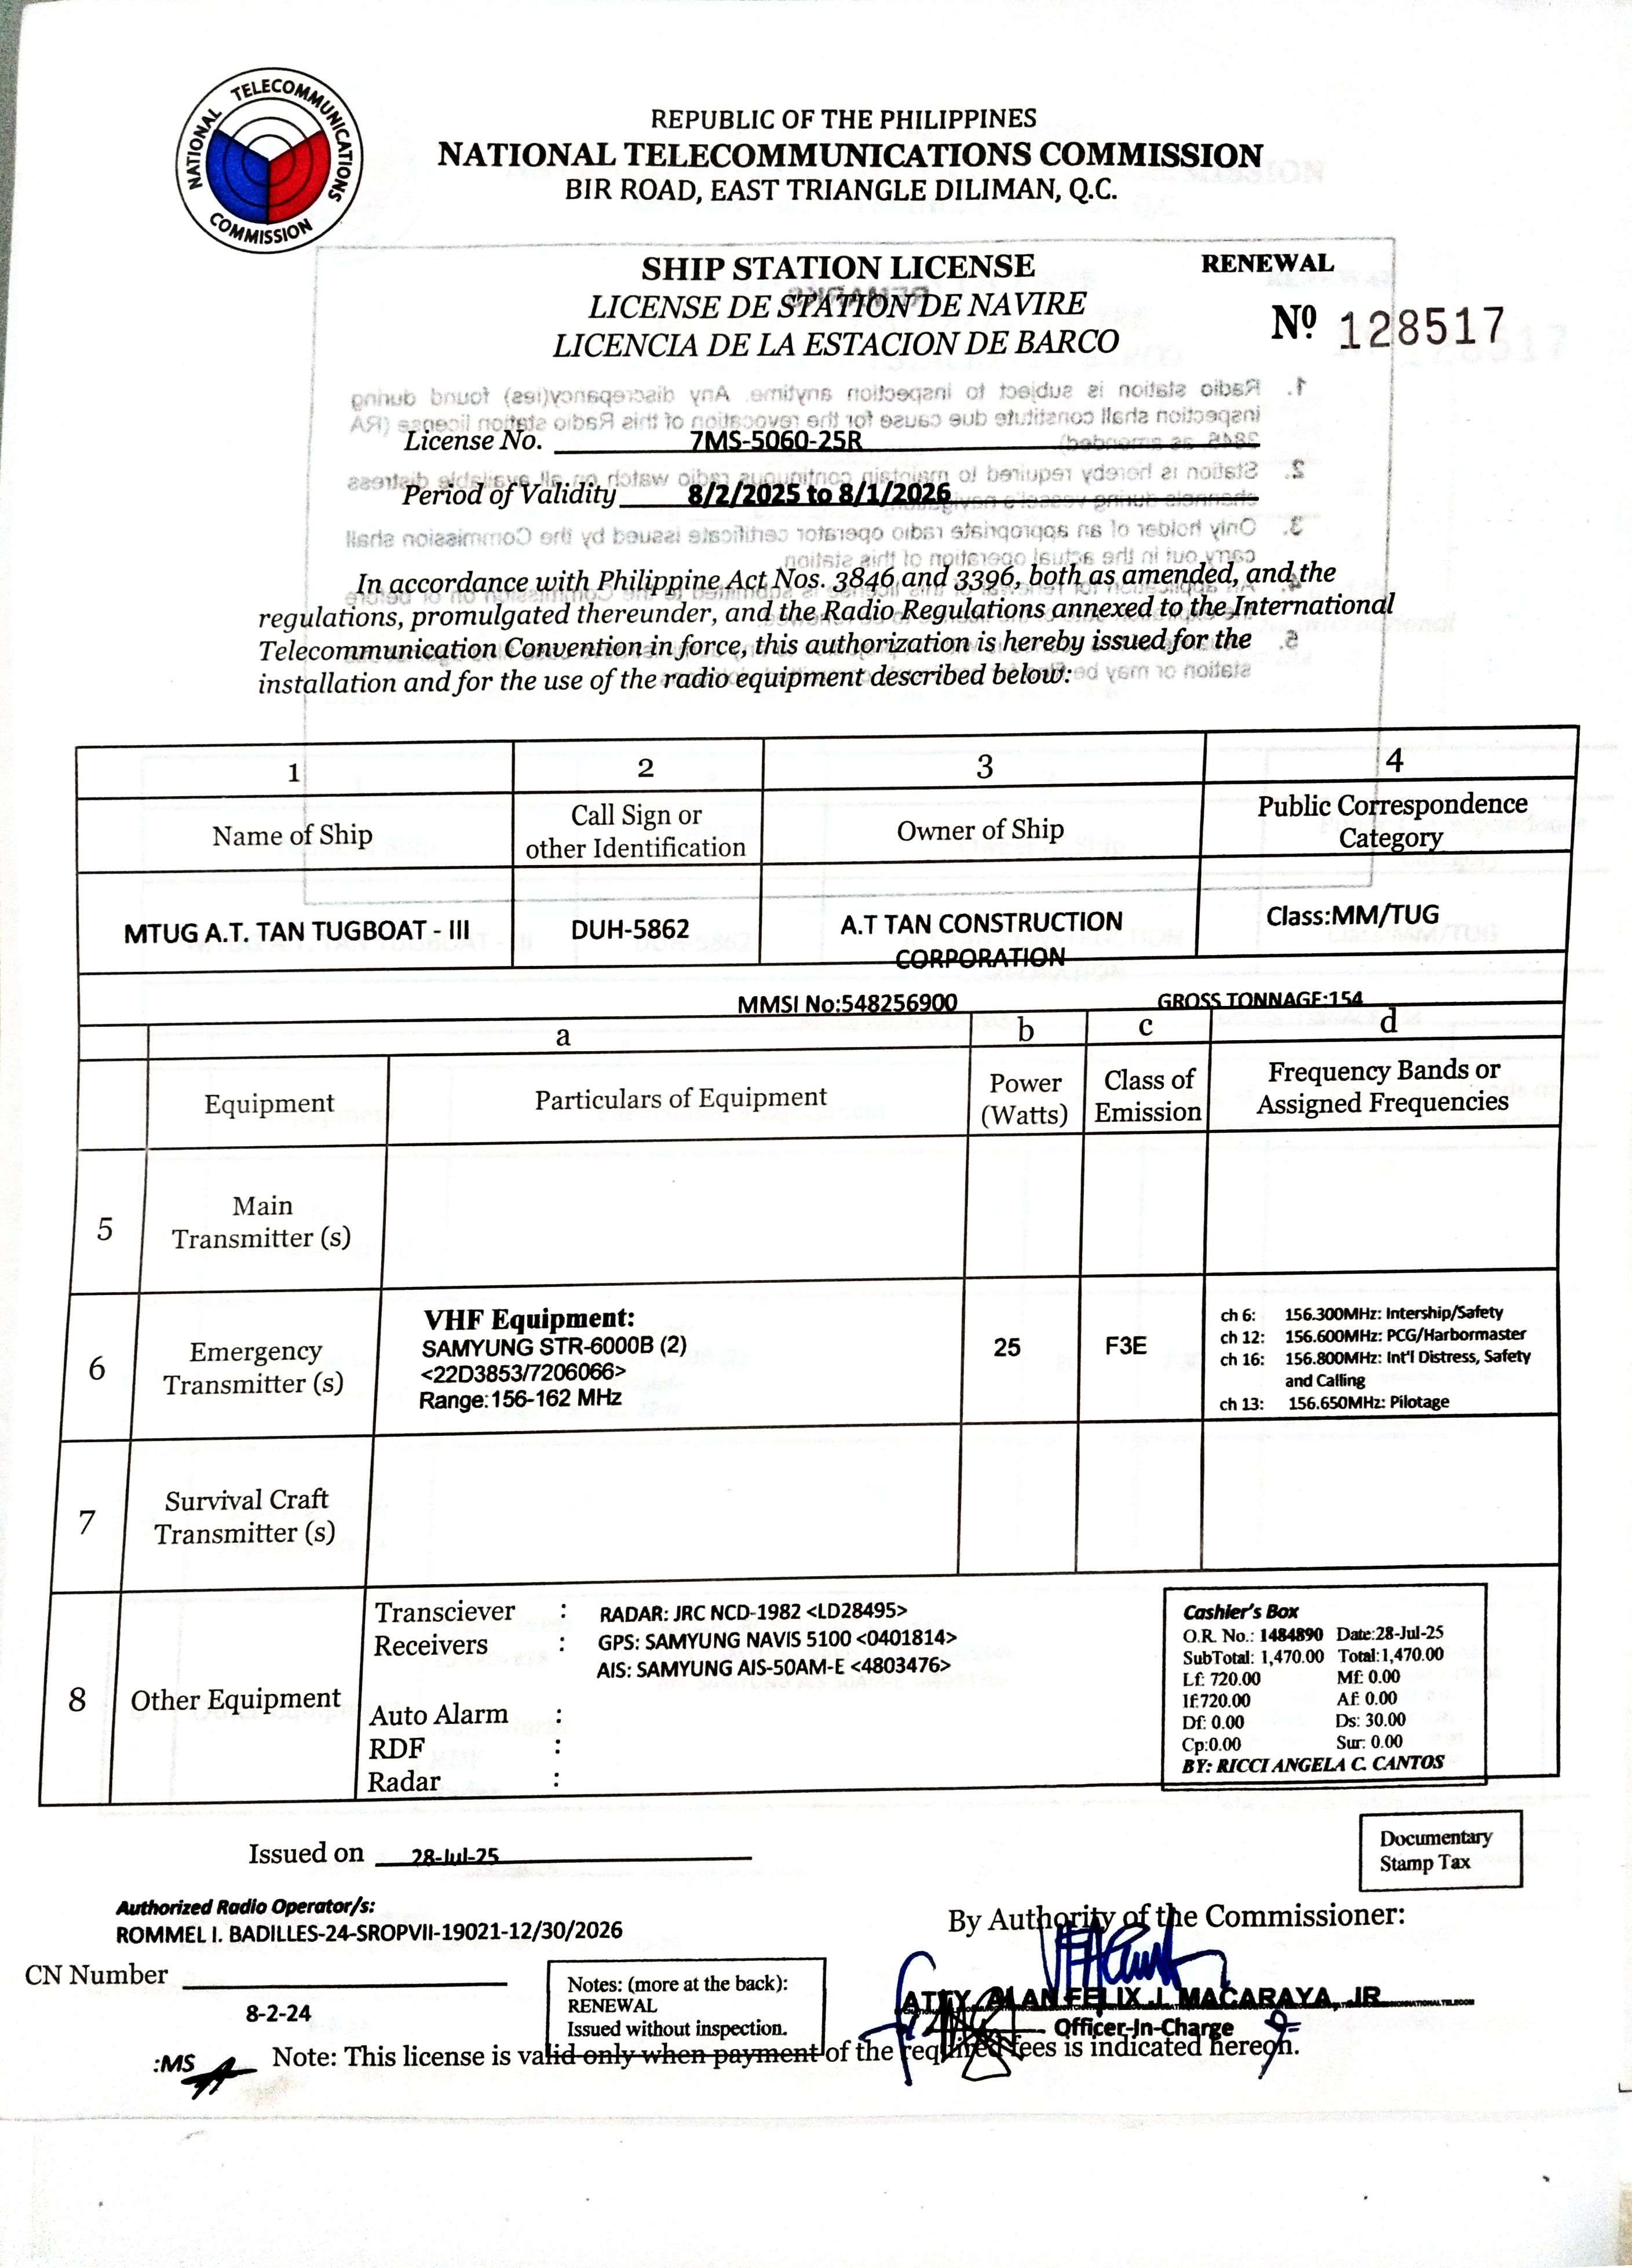 NATIONAL TELECOMMUNICATIONS COMMISSION
REPUBLIC OF THE PHILIPPINES
NATIONAL TELECOMMUNICATIONS COMMISSION
BIR ROAD, EAST TRIANGLE DILIMAN, Q.C.
SHIP STATION LICENSE
RENEWAL
LICENSE DE STATION DE NAVIRE
LICENCIA DE LA ESTACION DE BARCO
Nº 128517
License No. 7MS-5060-25R
Period of Validity 8/2/2025 to 8/1/2026
In accordance with Philippine Act Nos. 3846 and 3396, both as amended, and the
regulations, promulgated thereunder, and the Radio Regulations annexed to the International
Telecommunication Convention in force, this authorization is hereby issued for the
installation and for the use of the radio equipment described below:
1 2 3 4
Name of Ship
Call Sign or
other Identification
Owner of Ship
Public Correspondence
Category
MTUG A.T. TAN TUGBOAT - III
DUH-5862
A.T TAN CONSTRUCTION
CORPORATION
Class:MM/TUG
MMSI No:548256900 GROSS TONNAGE:154
a b c d
Equipment
Particulars of Equipment
Power
(Watts)
Class of
Emission
Frequency Bands or
Assigned Frequencies
5
Main
Transmitter (s)
6
Emergency
Transmitter (s)
VHF Equipment:
SAMYUNG STR-6000B (2)
<22D3853/7206066>
Range:156-162 MHz
25
F3E
ch 6: 156.300MHz: Intership/Safety
ch 12: 156.600MHz: PCG/Harbormaster
ch 16: 156.800MHz: Int'l Distress, Safety
and Calling
ch 13: 156.650MHz: Pilotage
7
Survival Craft
Transmitter (s)
8
Other Equipment
Transciever : RADAR: JRC NCD-1982 <LD28495>
Receivers : GPS: SAMYUNG NAVIS 5100 <0401814>
AIS: SAMYUNG AIS-50AM-E <4803476>
Auto Alarm :
RDF :
Radar :
Cashier's Box
O.R. No.: 1484890 Date:28-Jul-25
SubTotal: 1,470.00 Total:1,470.00
Lf: 720.00 Mf: 0.00
If:720.00 Af: 0.00
Df: 0.00 Ds: 30.00
Cp:0.00 Sur: 0.00
BY: RICCI ANGELA C. CANTOS
Issued on 28-Jul-25
Documentary
Stamp Tax
Authorized Radio Operator/s:
ROMMEL I. BADILLES-24-SROPVII-19021-12/30/2026
By Authority of the Commissioner:
CN Number
8-2-24
Notes: (more at the back):
RENEWAL
Issued without inspection.
ATTY. ALAN FELIX J. MACARAYA, JR
Officer-In-Charge
:MS
Note: This license is valid only when payment of the required fees is indicated hereon.